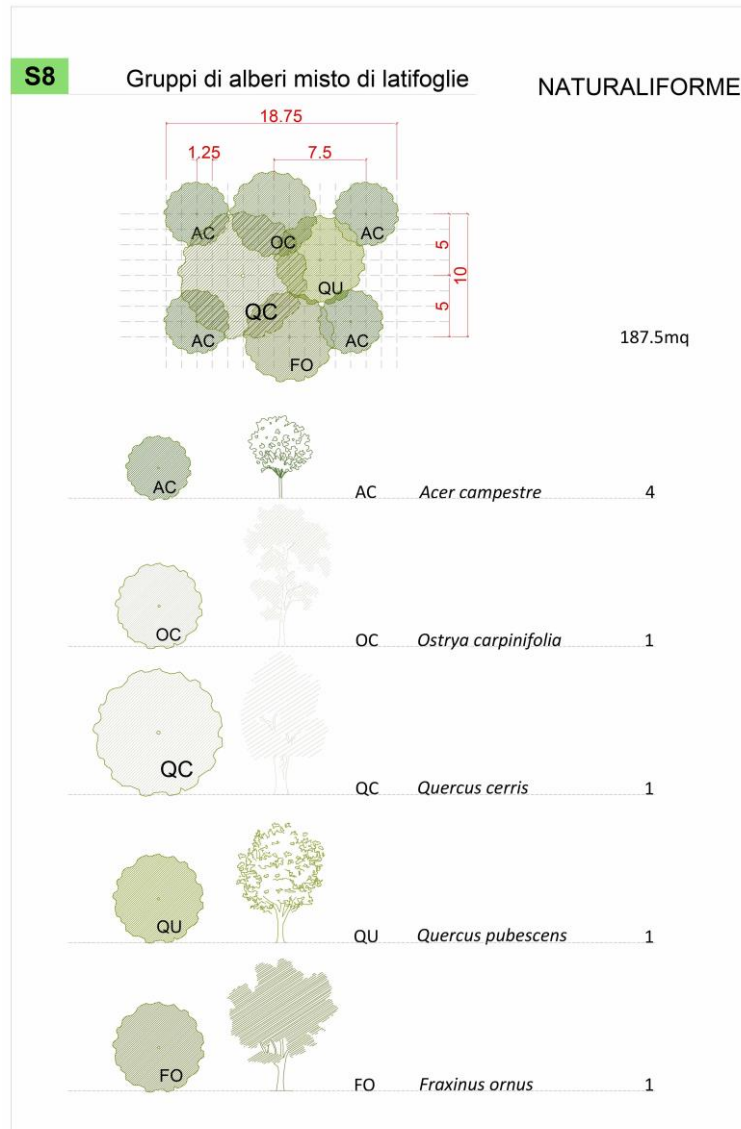 S8 Gruppi di alberi misto di latifoglie NATURALIFORME
18.75
1.25 7.5
AC OC AC
5
10
QU
5
QC
AC FO AC
187.5mq
AC AC Acer campestre 4
OC OC Ostrya carpinifolia 1
QC QC Quercus cerris 1
QU QU Quercus pubescens 1
FO FO Fraxinus ornus 1